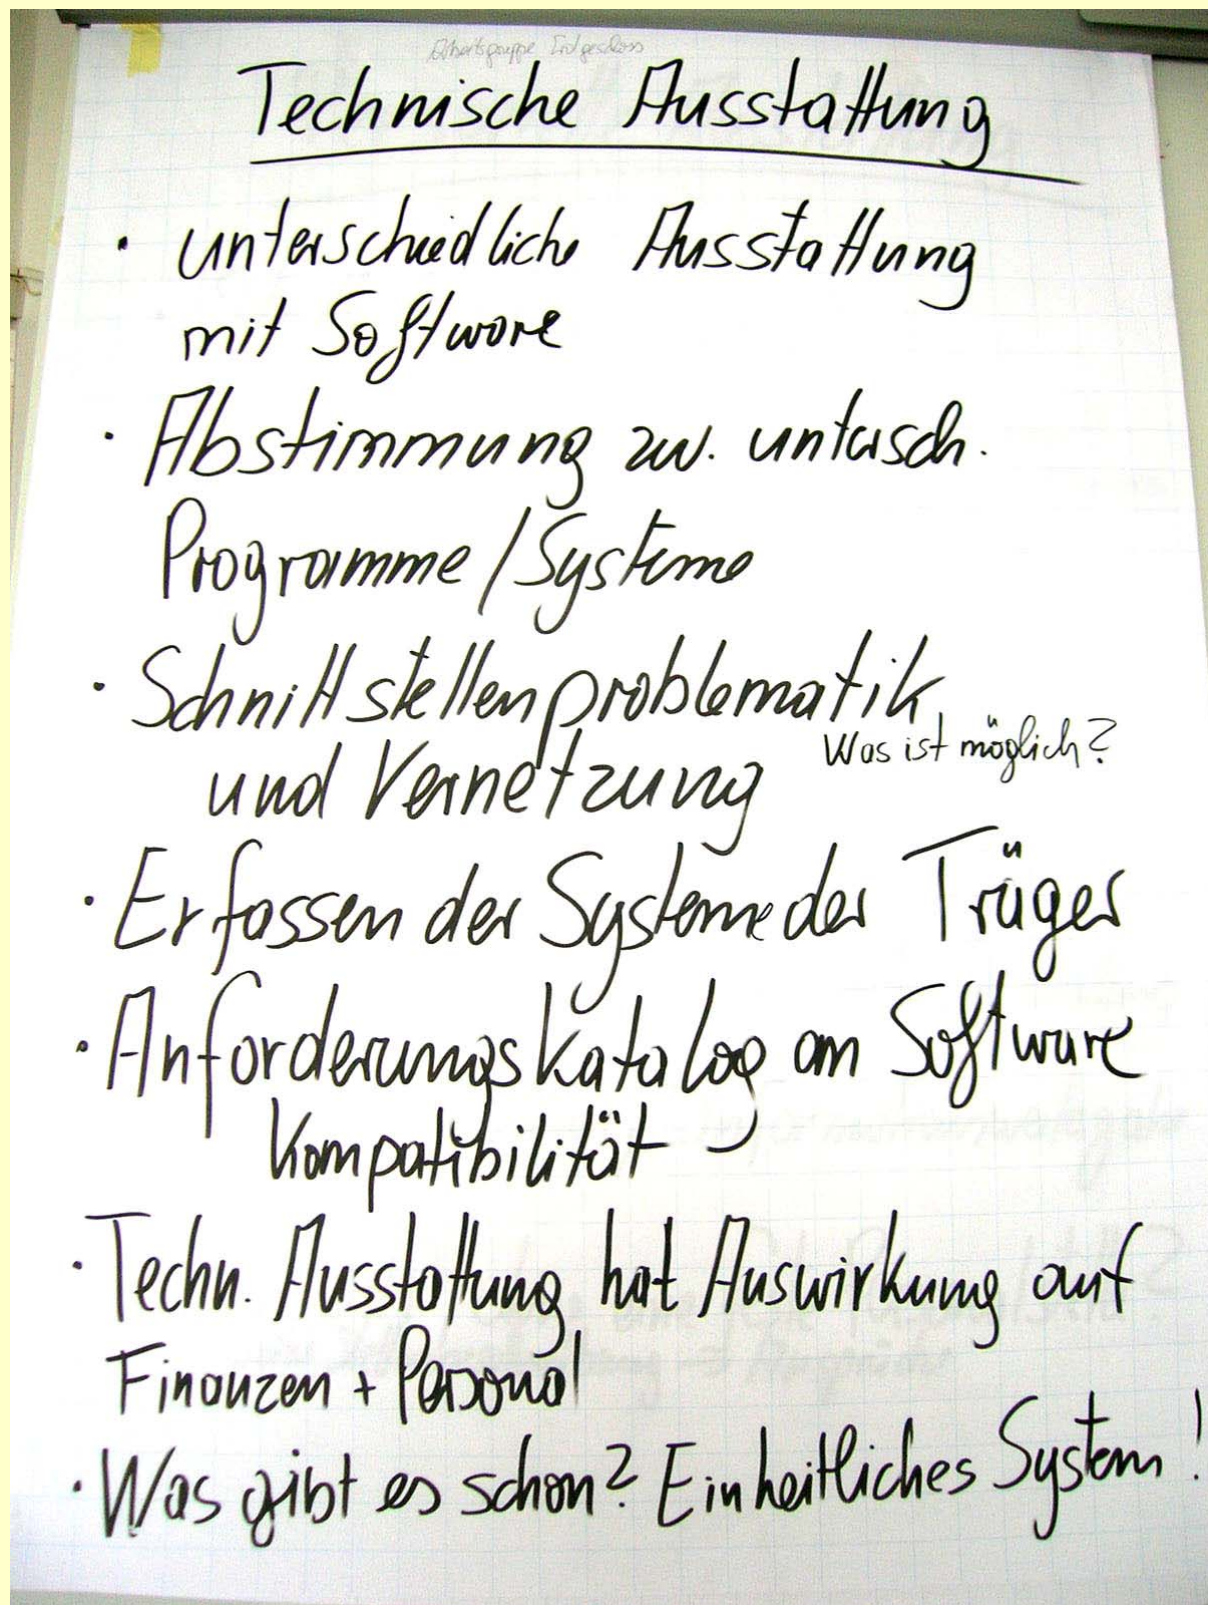 Arbeitsgruppe Erdgeschoss
Technische Ausstattung
• unterschiedliche Ausstattung
mit Software
• Abstimmung zw. untersch.
Programme/Systeme
• Schnittstellenproblematik
und Vernetzung
Was ist möglich?
• Erfassen der Systeme der Träger
• Anforderungskatalog an Software
Kompatibilität
• Techn. Ausstattung hat Auswirkung auf
Finanzen + Personal
• Was gibt es schon? Einheitliches System!